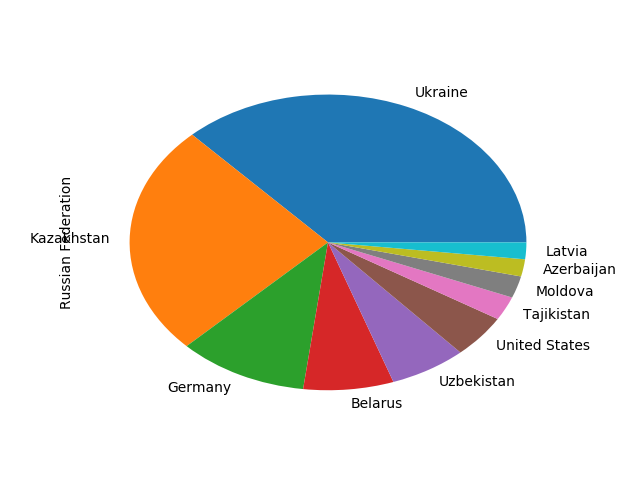 Ukraine
Kazakhstan
Russian Federation
Germany
Belarus
Uzbekistan
United States
Tajikistan
Moldova
Azerbaijan
Latvia